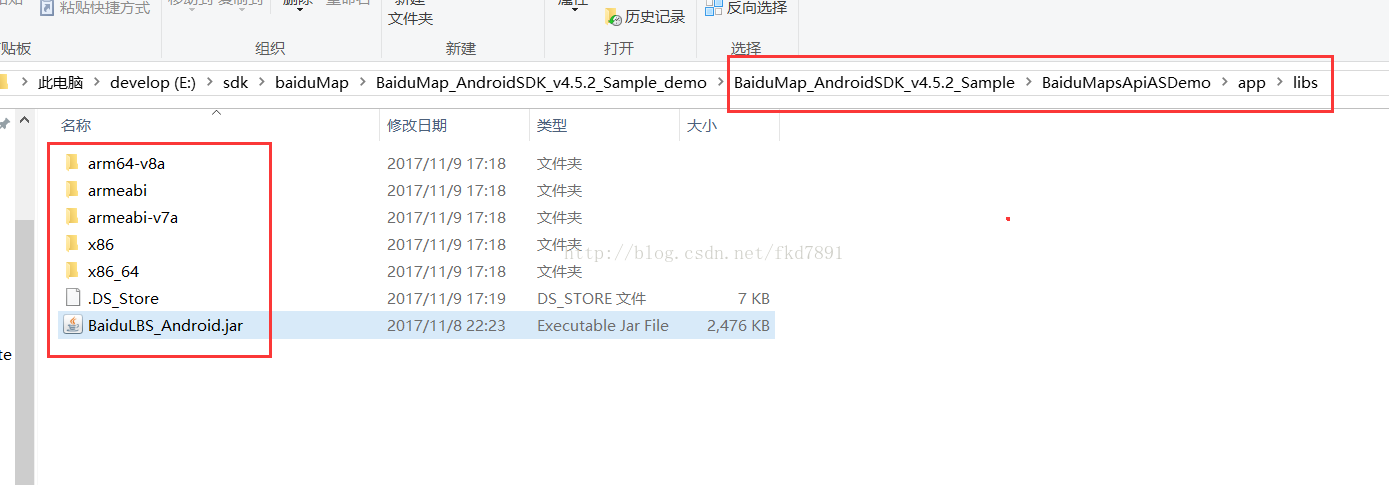 粘贴快捷方式
移动到 复制到
删除
重命名
新建
文件夹
属性
历史记录
反向选择
贴板
组织
新建
打开
选择
此电脑 develop (E:) sdk baiduMap BaiduMap_AndroidSDK_v4.5.2_Sample_demo BaiduMap_AndroidSDK_v4.5.2_Sample BaiduMapsApiASDemo app libs
名称 修改日期 类型 大小
arm64-v8a 2017/11/9 17:18 文件夹
armeabi 2017/11/9 17:18 文件夹
armeabi-v7a 2017/11/9 17:18 文件夹
x86 2017/11/9 17:18 文件夹
http://blog.csdn.net/fkd7891
x86_64 2017/11/9 17:18 文件夹
.DS_Store 2017/11/9 17:19 DS_STORE 文件 7 KB
BaiduLBS_Android.jar 2017/11/8 22:23 Executable Jar File 2,476 KB
te